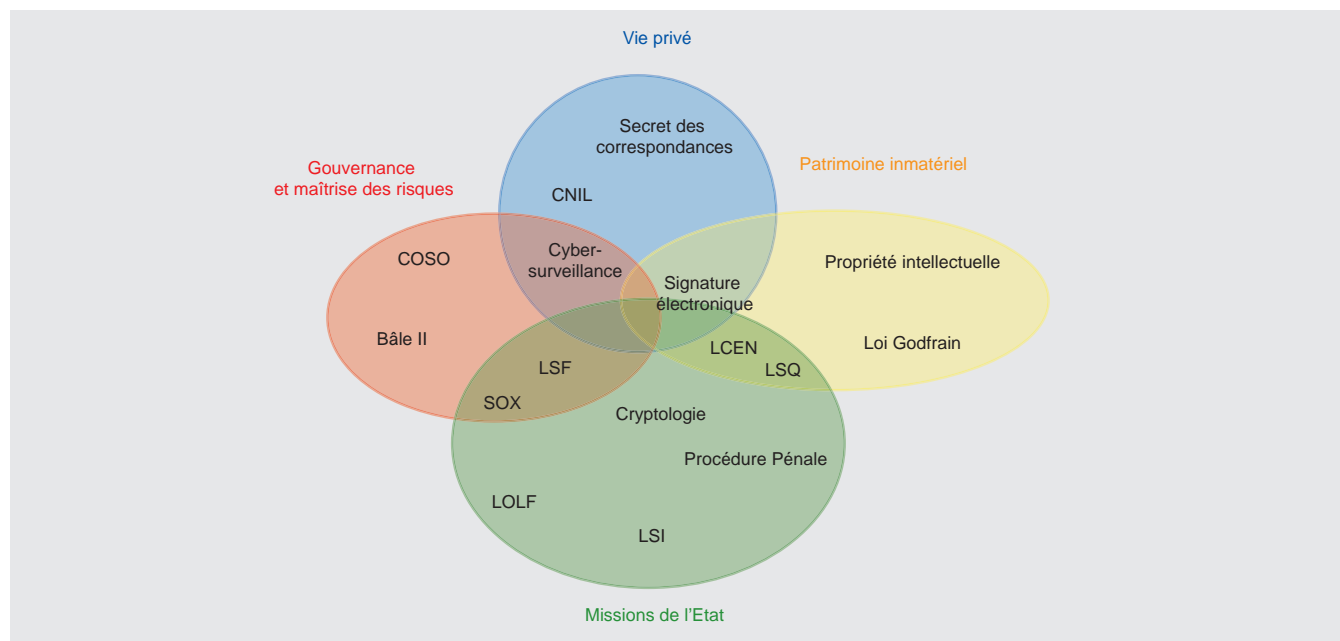 Vie privé
Secret des
correspondances
Gouvernance
et maîtrise des risques
Patrimoine inmatériel
CNIL
COSO
Cyber-
surveillance
Propriété intellectuelle
Signature
électronique
Bâle II
Loi Godfrain
LCEN
LSF
LSQ
SOX
Cryptologie
Procédure Pénale
LOLF
LSI
Missions de l'Etat